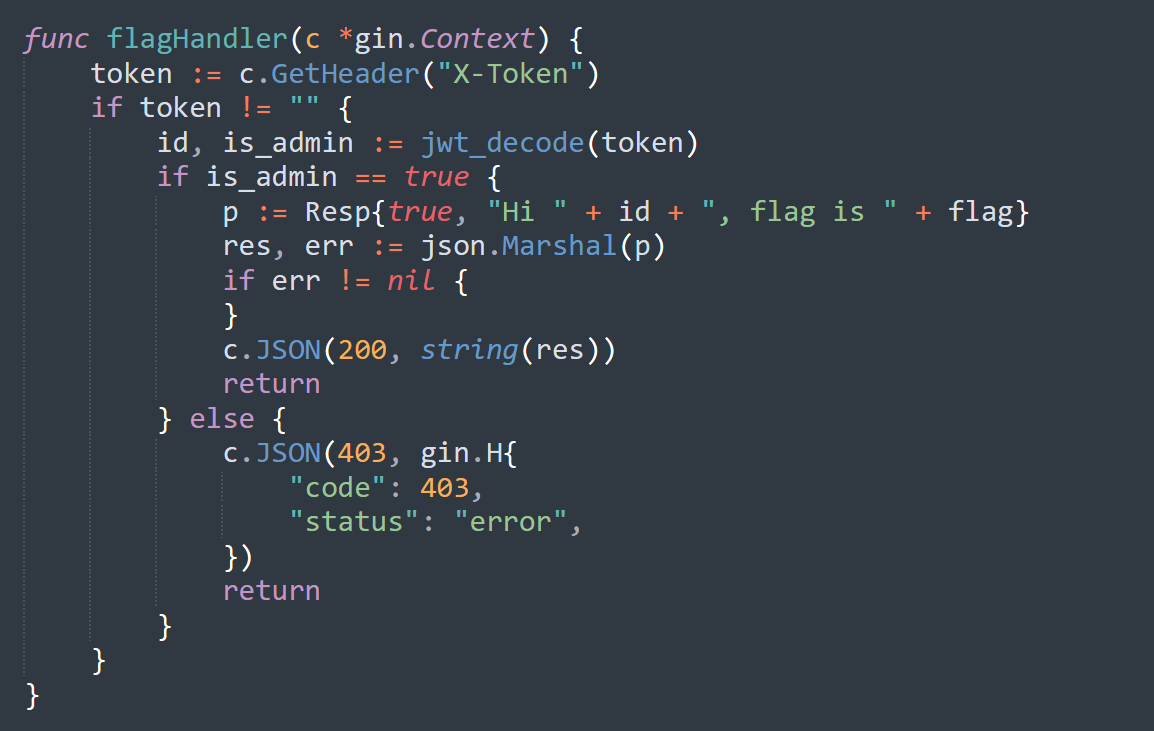 func flagHandler(c *gin.Context) {
    token := c.GetHeader("X-Token")
    if token != "" {
        id, is_admin := jwt_decode(token)
        if is_admin == true {
            p := Resp{true, "Hi " + id + ", flag is " + flag}
            res, err := json.Marshal(p)
            if err != nil {
            }
            c.JSON(200, string(res))
            return
        } else {
            c.JSON(403, gin.H{
                "code": 403,
                "status": "error",
            })
            return
        }
    }
}